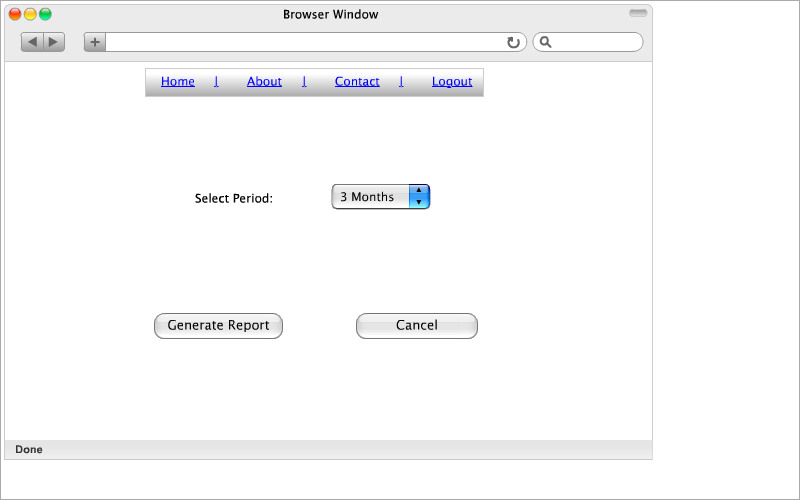 Browser Window
Home | About | Contact | Logout
Select Period: 3 Months
Generate Report Cancel
Done